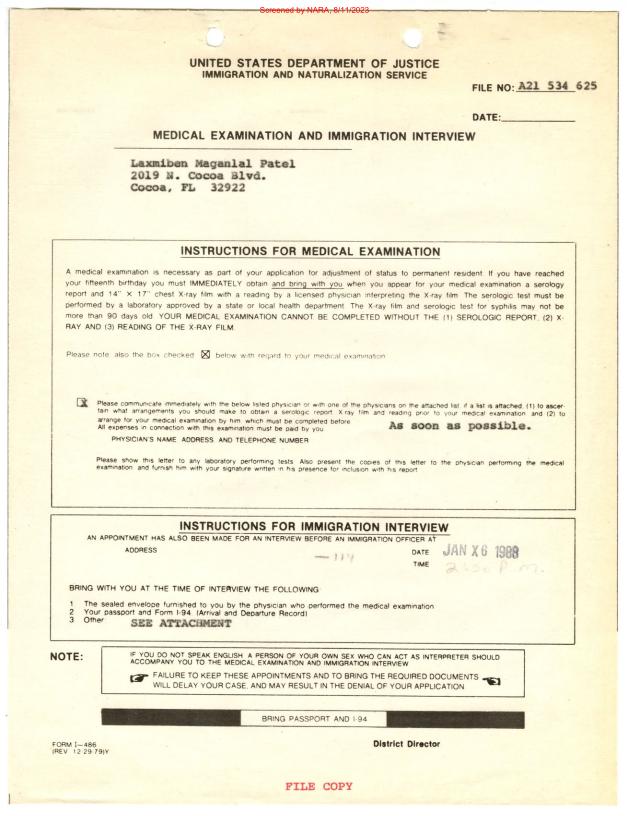 Screened by NARA, 8/11/2023
UNITED STATES DEPARTMENT OF JUSTICE
IMMIGRATION AND NATURALIZATION SERVICE
FILE NO: A21 534 625
DATE:
MEDICAL EXAMINATION AND IMMIGRATION INTERVIEW
Laxmiben Maganlal Patel
2019 N. Cocoa Blvd.
Cocoa, FL 32922
INSTRUCTIONS FOR MEDICAL EXAMINATION
A medical examination is necessary as part of your application for adjustment of status to permanent resident. If you have reached
your fifteenth birthday you must IMMEDIATELY obtain and bring with you when you appear for your medical examination a serology
report and 14" X 17" chest X-ray film with a reading by a licensed physician interpreting the X-ray film. The serologic test must be
performed by a laboratory approved by a state or local health department. The X-ray film and serologic test for syphilis may not be
more than 90 days old. YOUR MEDICAL EXAMINATION CANNOT BE COMPLETED WITHOUT THE (1) SEROLOGIC REPORT, (2) X-
RAY AND (3) READING OF THE X-RAY FILM.
Please note also the box checked ☒ below with regard to your medical examination
☒ Please communicate immediately with the below listed physician or with one of the physicians on the attached list, if a list is attached, (1) to ascer-
tain what arrangements you should make to obtain a serologic report. X-ray film and reading prior to your medical examination, and (2) to
arrange for your medical examination by him, which must be completed before
All expenses in connection with this examination must be paid by you. As soon as possible.
PHYSICIAN'S NAME ADDRESS AND TELEPHONE NUMBER
Please show this letter to any laboratory performing tests. Also present the copies of this letter to the physician performing the medical
examination and furnish him with your signature written in his presence for inclusion with his report
INSTRUCTIONS FOR IMMIGRATION INTERVIEW
AN APPOINTMENT HAS ALSO BEEN MADE FOR AN INTERVIEW BEFORE AN IMMIGRATION OFFICER AT
ADDRESS
DATE JAN 6 1988
TIME P.m.
BRING WITH YOU AT THE TIME OF INTERVIEW THE FOLLOWING
1 The sealed envelope furnished to you by the physician who performed the medical examination
2 Your passport and Form I-94 (Arrival and Departure Record)
3 Other SEE ATTACHMENT
NOTE:
IF YOU DO NOT SPEAK ENGLISH A PERSON OF YOUR OWN SEX WHO CAN ACT AS INTERPRETER SHOULD
ACCOMPANY YOU TO THE MEDICAL EXAMINATION AND IMMIGRATION INTERVIEW
FAILURE TO KEEP THESE APPOINTMENTS AND TO BRING THE REQUIRED DOCUMENTS
WILL DELAY YOUR CASE, AND MAY RESULT IN THE DENIAL OF YOUR APPLICATION
BRING PASSPORT AND I-94
FORM I-486
(REV 12-29-79)Y
District Director
FILE COPY